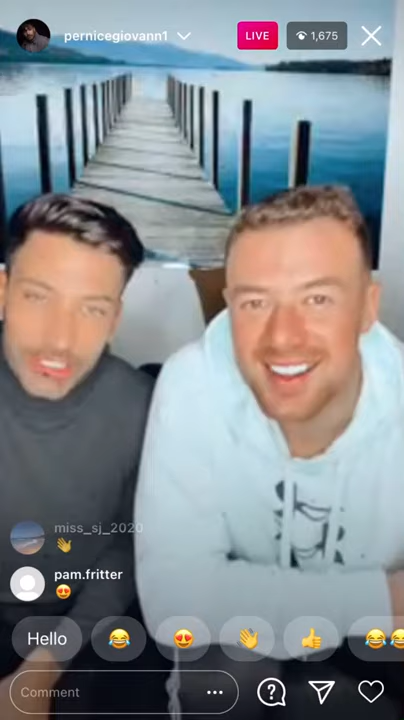 pernicegiovann1
LIVE
1,675
miss_sj_2020
👋
pam.fritter
😍
Hello 😂 😍 👋 👍 😂😂
Comment